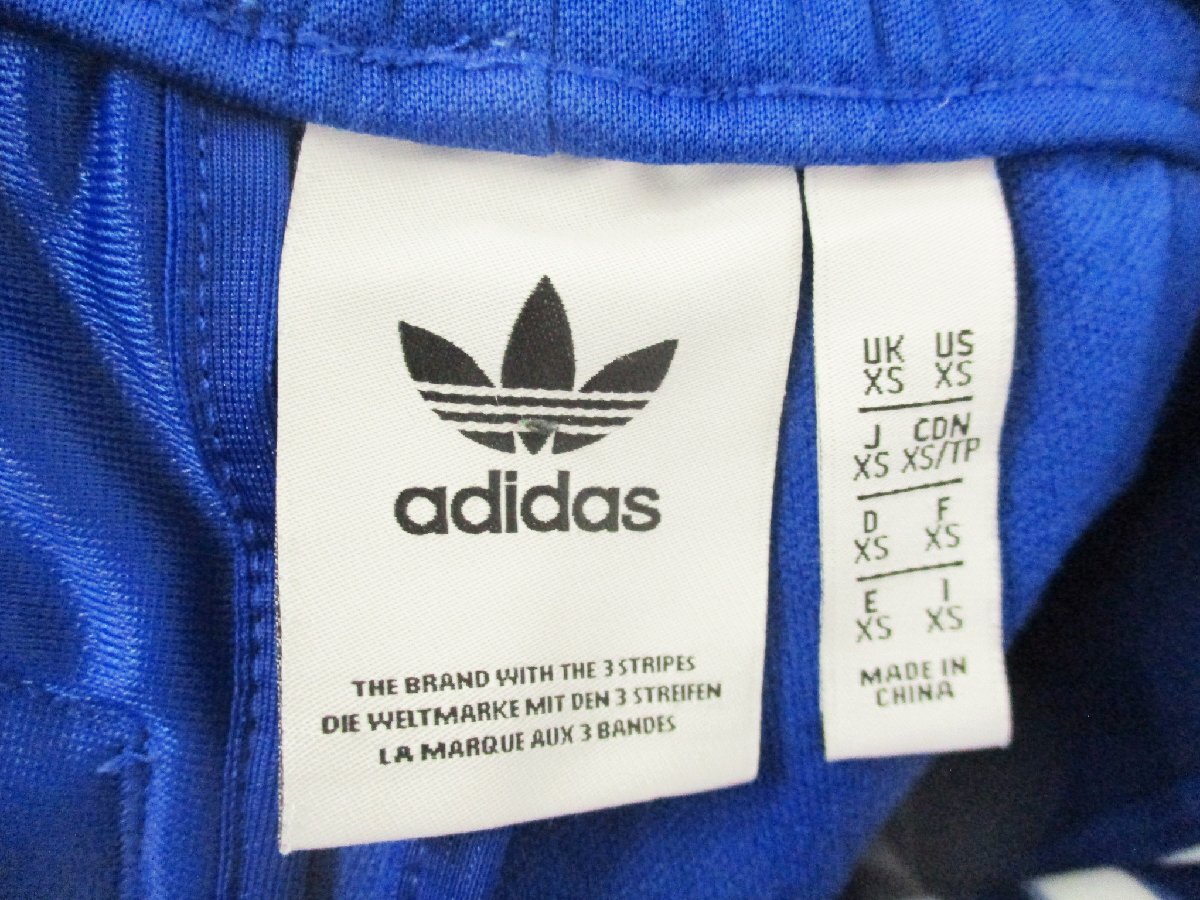 adidas
THE BRAND WITH THE 3 STRIPES
DIE WELTMARKE MIT DEN 3 STREIFEN
LA MARQUE AUX 3 BANDES
UK US
XS XS
J CDN
XS XS/TP
D F
XS XS
E I
XS XS
MADE IN
CHINA